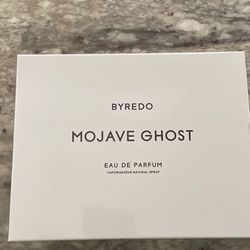 BYREDO
MOJAVE GHOST
EAU DE PARFUM
VAPORISATEUR NATURAL SPRAY